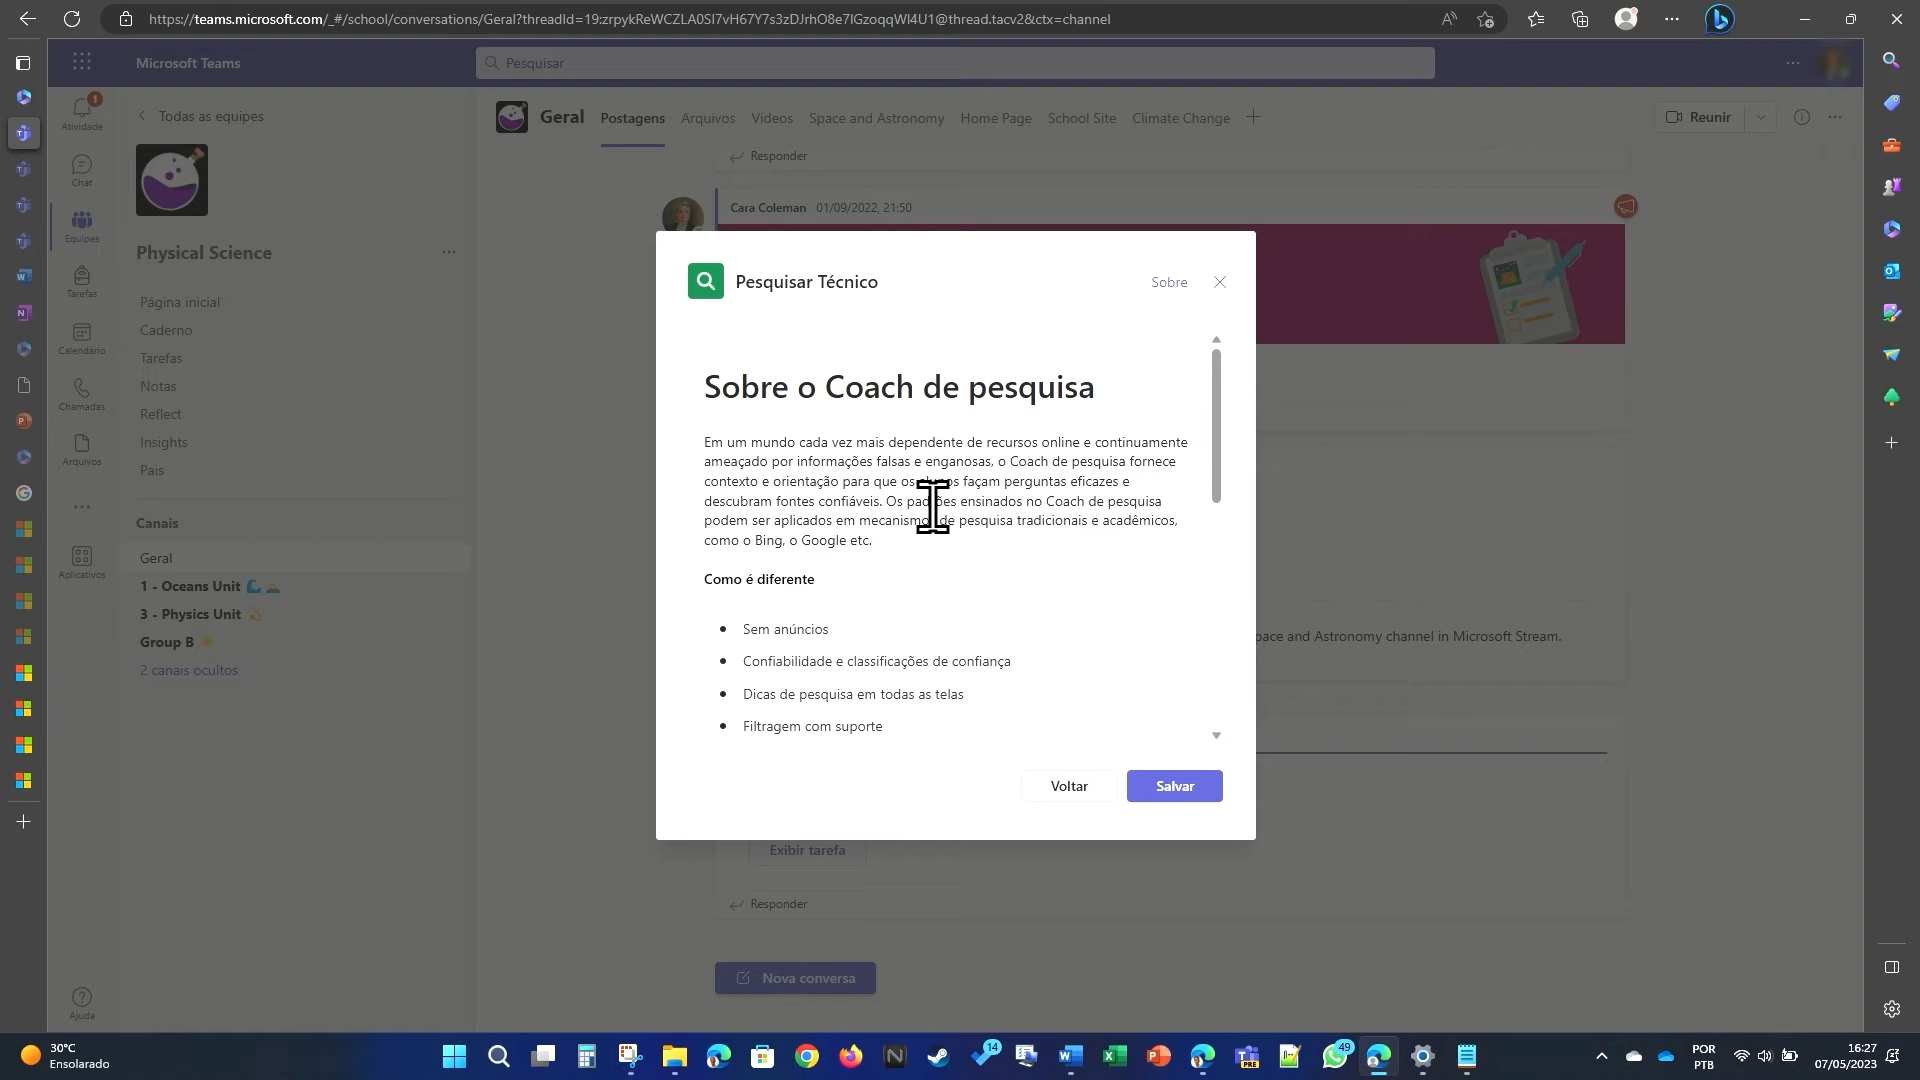 https://teams.microsoft.com/_#/school/conversations/Geral?threadId=19:zrpykReWCZLA0SI7vH67Y7s3zDJrhO8e7IGzoqqWl4U1@thread.tacv2&ctx=channel
Microsoft Teams
Pesquisar
1
Atividade
Chat
Equipes
Tarefas
Calendário
Chamadas
Arquivos
Aplicativos
Ajuda
Todas as equipes
Physical Science
Página inicial
Caderno
Tarefas
Notas
Reflect
Insights
Pais
Canais
Geral
1 - Oceans Unit
3 - Physics Unit
Group B
2 canais ocultos
Geral Postagens Arquivos Videos Space and Astronomy Home Page School Site Climate Change
Reunir
Responder
Cara Coleman 01/09/2022, 21:50
Pesquisar Técnico
Sobre
Sobre o Coach de pesquisa
Em um mundo cada vez mais dependente de recursos online e continuamente
ameaçado por informações falsas e enganosas, o Coach de pesquisa fornece
contexto e orientação para que os façam perguntas eficazes e
descubram fontes confiáveis. Os padrões ensinados no Coach de pesquisa
podem ser aplicados em mecanismos de pesquisa tradicionais e acadêmicos,
como o Bing, o Google etc.
Como é diferente
Sem anúncios
Confiabilidade e classificações de confiança
Dicas de pesquisa em todas as telas
Filtragem com suporte
Voltar
Salvar
and Astronomy channel in Microsoft Stream.
Exibir tarefa
Responder
Nova conversa
30°C
Ensolarado
14
PRE
49
POR
PTB
16:27
07/05/2023